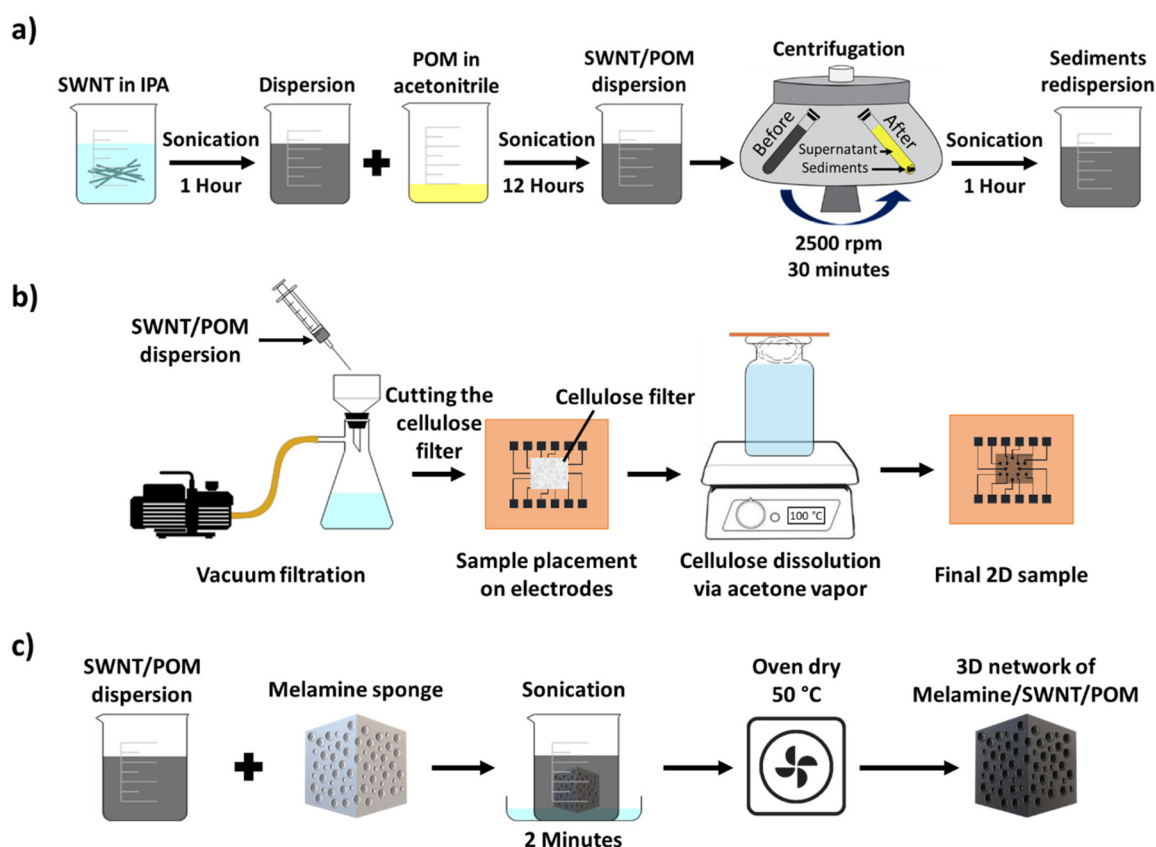 a)
SWNT in IPA
Sonication
1 Hour
Dispersion
POM in
acetonitrile
Sonication
12 Hours
SWNT/POM
dispersion
Centrifugation
Before
After
Supernatant
Sediments
2500 rpm
30 minutes
Sonication
1 Hour
Sediments
redispersion
b)
SWNT/POM
dispersion
Vacuum filtration
Cutting the
cellulose
filter
Cellulose filter
Sample placement
on electrodes
100 °C
Cellulose dissolution
via acetone vapor
Final 2D sample
c)
SWNT/POM
dispersion
Melamine sponge
Sonication
2 Minutes
Oven dry
50 °C
3D network of
Melamine/SWNT/POM